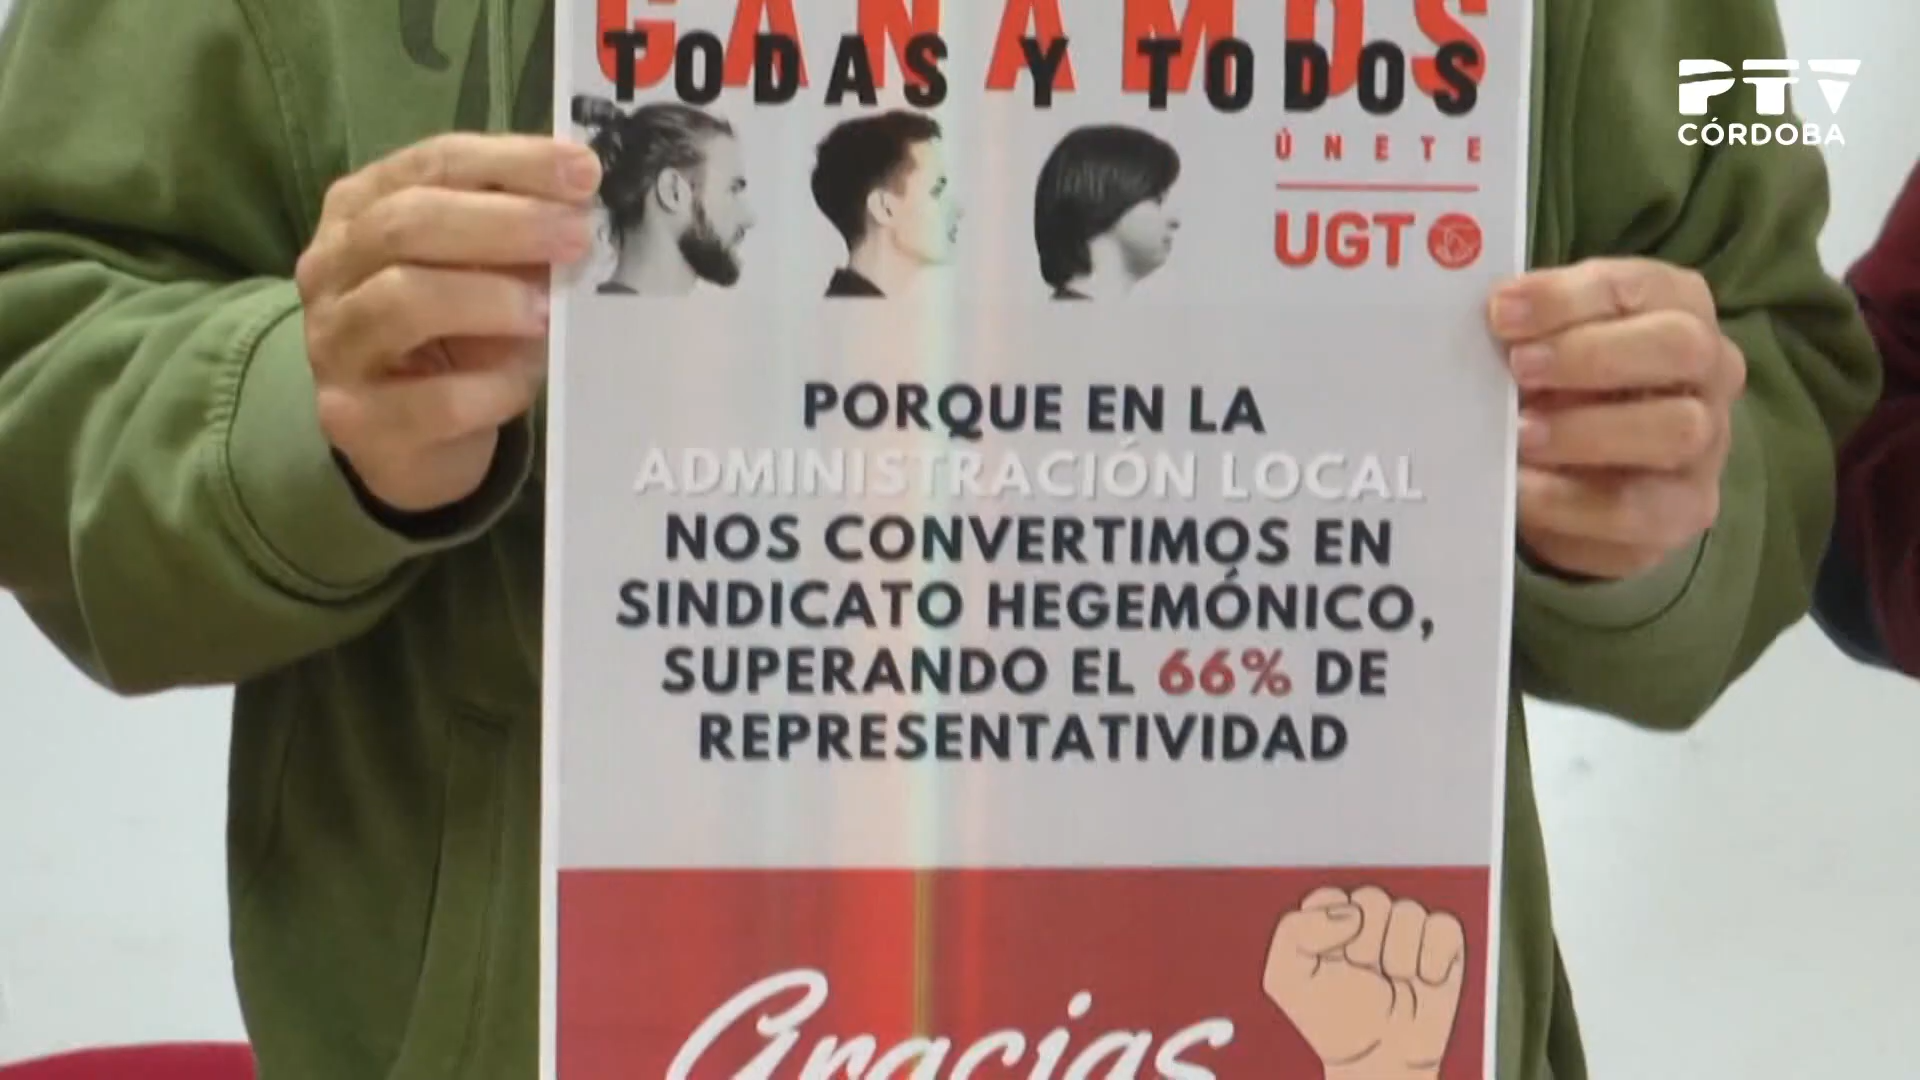 GANAMOS
TODAS Y TODOS
ÚNETE
UGT
PORQUE EN LA
ADMINISTRACIÓN LOCAL
NOS CONVERTIMOS EN
SINDICATO HEGEMÓNICO,
SUPERANDO EL 66% DE
REPRESENTATIVIDAD
Gracias
PTV
CÓRDOBA